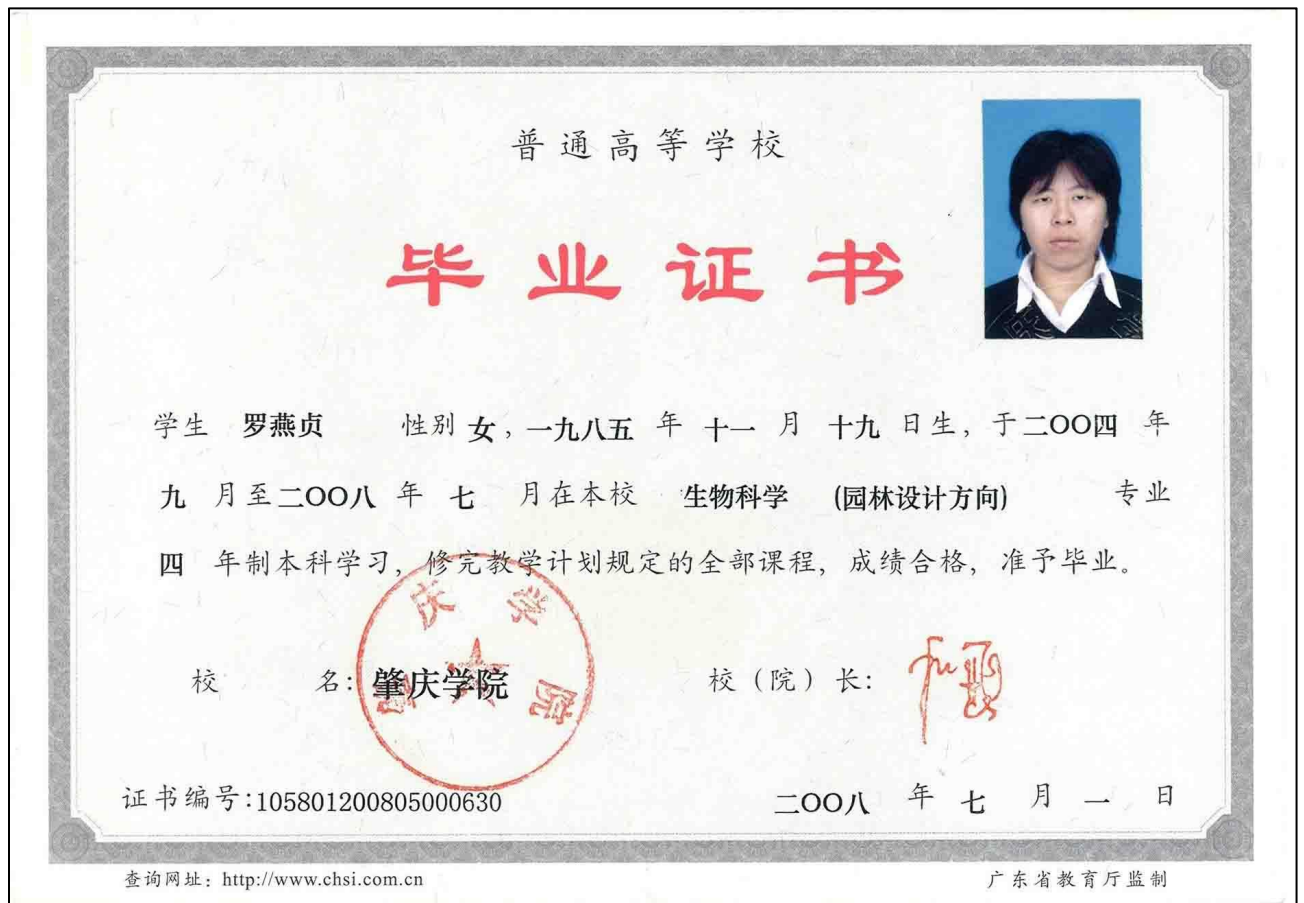 普通高等学校
毕业证书
学生 罗燕贞 性别 女，一九八五 年 十一 月 十九 日生，于二OO四 年
九 月至二OO八 年 七 月在本校 生物科学 (园林设计方向) 专业
四 年制本科学习，修完教学计划规定的全部课程，成绩合格，准予毕业。
校 名：肇庆学院 校（院）长：
肇庆学院
证书编号:105801200805000630 二OO八 年 七 月 一 日
查询网址：http://www.chsi.com.cn 广东省教育厅监制